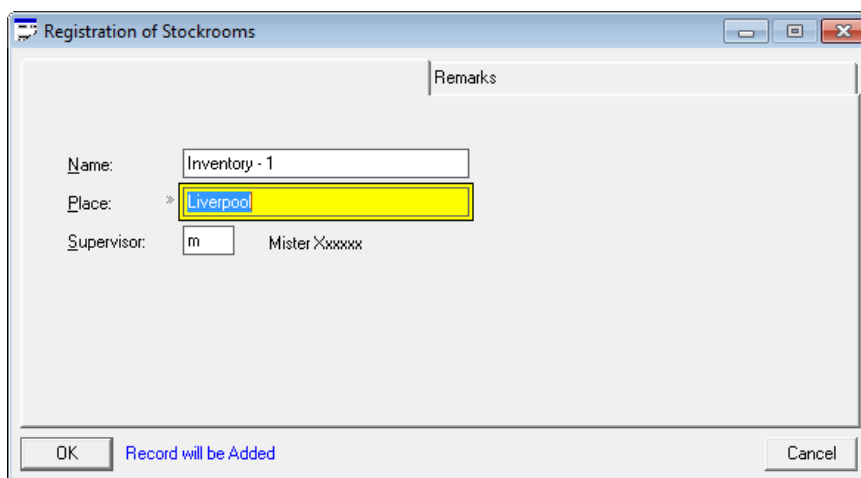 Registration of Stockrooms
Remarks
Name: Inventory - 1
Place: » Liverpool
Supervisor: m Mister Xxxxxx
OK Record will be Added Cancel